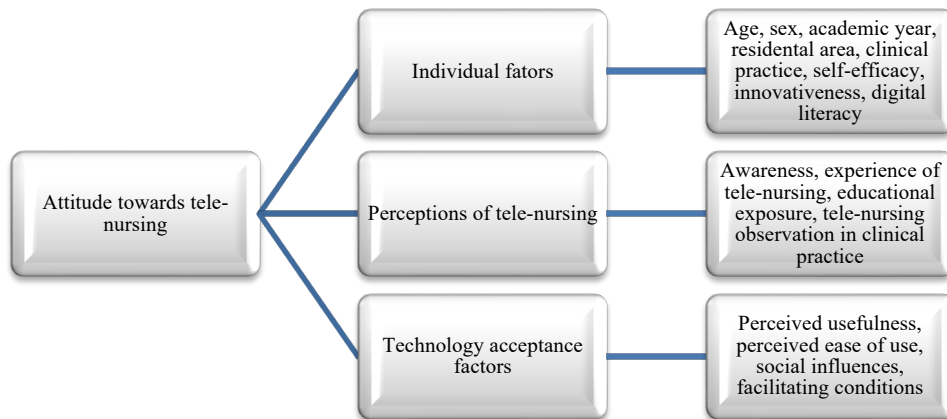 Attitude towards tele-
nursing
Individual fators
Age, sex, academic year,
residental area, clinical
practice, self-efficacy,
innovativeness, digital
literacy
Perceptions of tele-nursing
Awareness, experience of
tele-nursing, educational
exposure, tele-nursing
observation in clinical
practice
Technology acceptance
factors
Perceived usefulness,
perceived ease of use,
social influences,
facilitating conditions